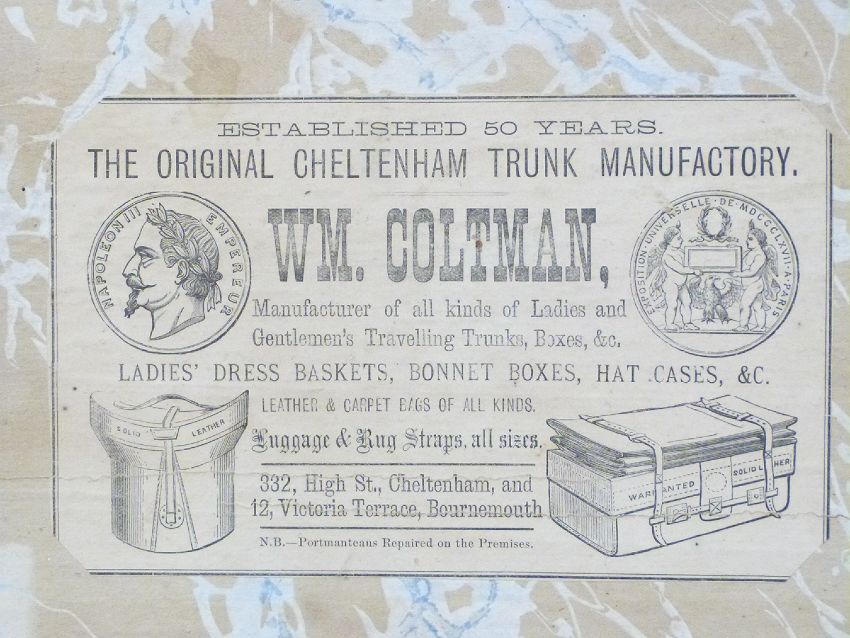 ESTABLISHED 50 YEARS.
THE ORIGINAL CHELTENHAM TRUNK MANUFACTORY.
NAPOLEON III EMPEREUR
WM. COLTMAN,
EXPOSITION·UNIVERSELLE·DE·MDCCCLXVII·A·PARIS
Manufacturer of all kinds of Ladies and
Gentlemen's Travelling Trunks, Boxes, &c.
LADIES' DRESS BASKETS, BONNET BOXES, HAT CASES, &C.
LEATHER & CARPET BAGS OF ALL KINDS.
SOLID LEATHER
Luggage & Rug Straps, all sizes.
332, High St., Cheltenham, and
12, Victoria Terrace, Bournemouth
WARRANTED SOLID L HER
N.B.—Portmanteaus Repaired on the Premises.